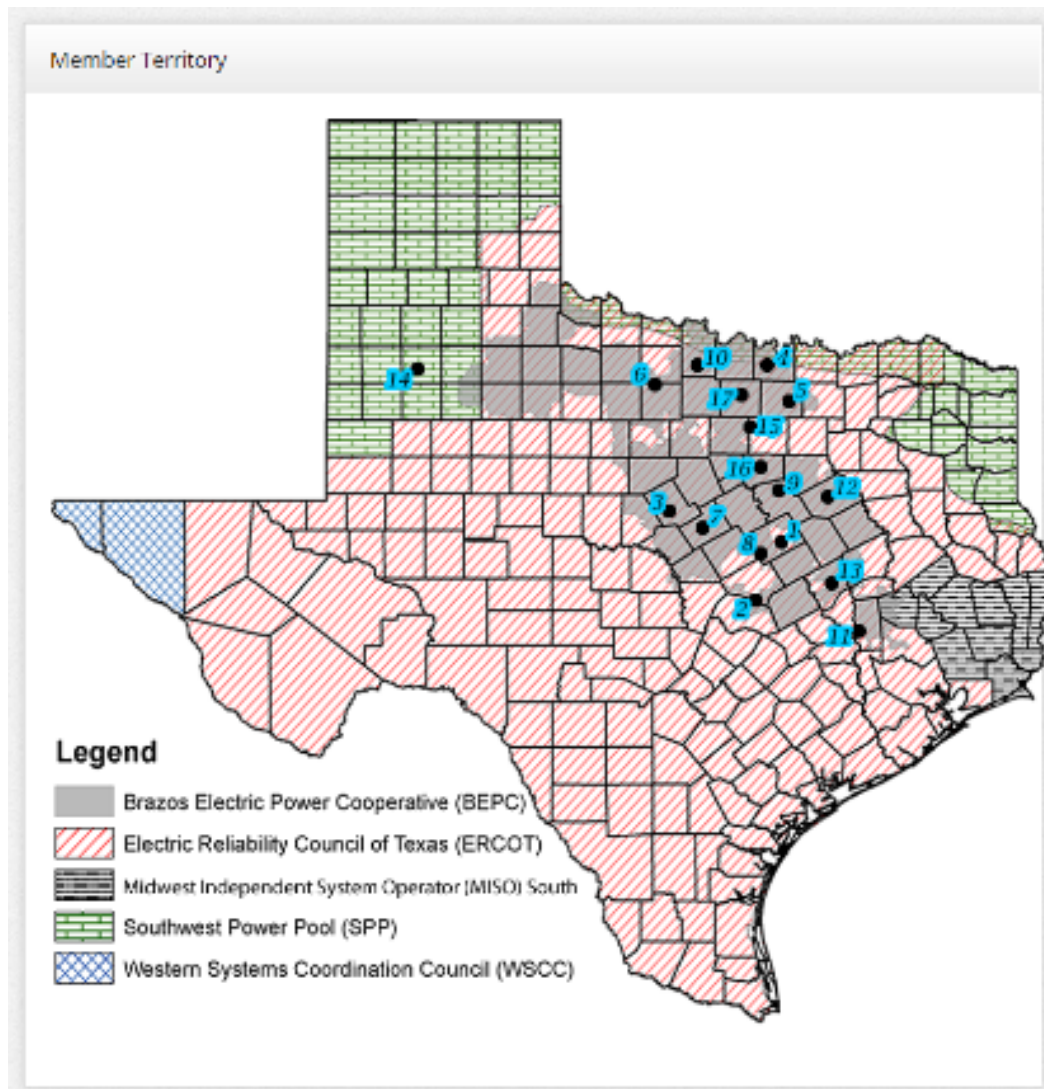 Member Territory
10
4
14
6
17
5
15
16
9
12
3
7
8
1
13
2
11
Legend
Brazos Electric Power Cooperative (BEPC)
Electric Reliability Council of Texas (ERCOT)
Midwest Independent System Operator (MISO) South
Southwest Power Pool (SPP)
Western Systems Coordination Council (WSCC)